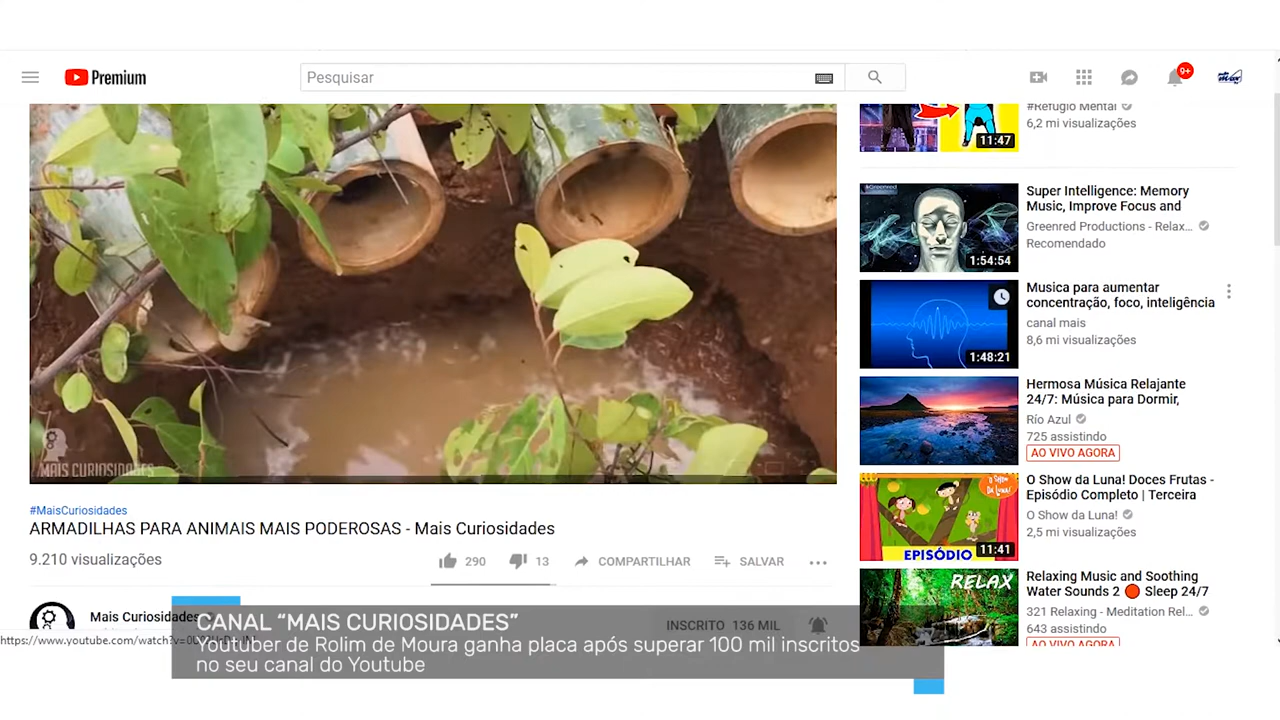 Premium
Pesquisar
9+
#Refúgio Mental
6,2 mi visualizações
11:47
Super Intelligence: Memory
Music, Improve Focus and
Greenred Productions - Relax...
Recomendado
1:54:54
Musica para aumentar
concentração, foco, inteligência
canal mais
8,6 mi visualizações
1:48:21
Hermosa Música Relajante
24/7: Música para Dormir,
Río Azul
725 assistindo
AO VIVO AGORA
O Show da Luna! Doces Frutas -
Episódio Completo | Terceira
O Show da Luna!
2,5 mi visualizações
EPISÓDIO
11:41
Relaxing Music and Soothing
Water Sounds 2 🔴 Sleep 24/7
321 Relaxing - Meditation Rel...
643 assistindo
AO VIVO AGORA
RELAX
MAIS CURIOSIDADES
#MaisCuriosidades
ARMADILHAS PARA ANIMAIS MAIS PODEROSAS - Mais Curiosidades
9.210 visualizações
290
13
COMPARTILHAR
SALVAR
Mais Curiosidades
INSCRITO 136 MIL
CANAL “MAIS CURIOSIDADES”
Youtuber de Rolim de Moura ganha placa após superar 100 mil inscritos
no seu canal do Youtube